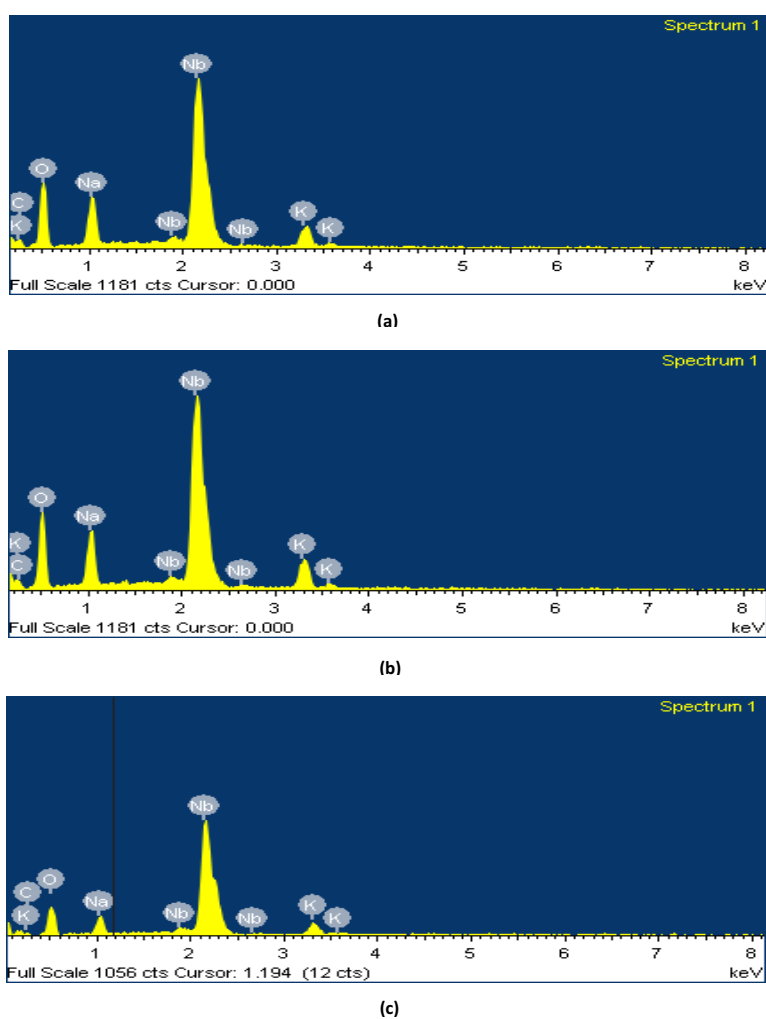 Spectrum 1
Nb
O
Na
C
K
Nb
Nb
K
K
1 2 3 4 5 6 7 8
Full Scale 1181 cts Cursor: 0.000 keV
(a)
Spectrum 1
Nb
O
Na
K
C
Nb
Nb
K
K
1 2 3 4 5 6 7 8
Full Scale 1181 cts Cursor: 0.000 keV
(b)
Spectrum 1
Nb
O
C
Na
K
Nb
Nb
K
K
1 2 3 4 5 6 7 8
Full Scale 1056 cts Cursor: 1.194 (12 cts) keV
(c)